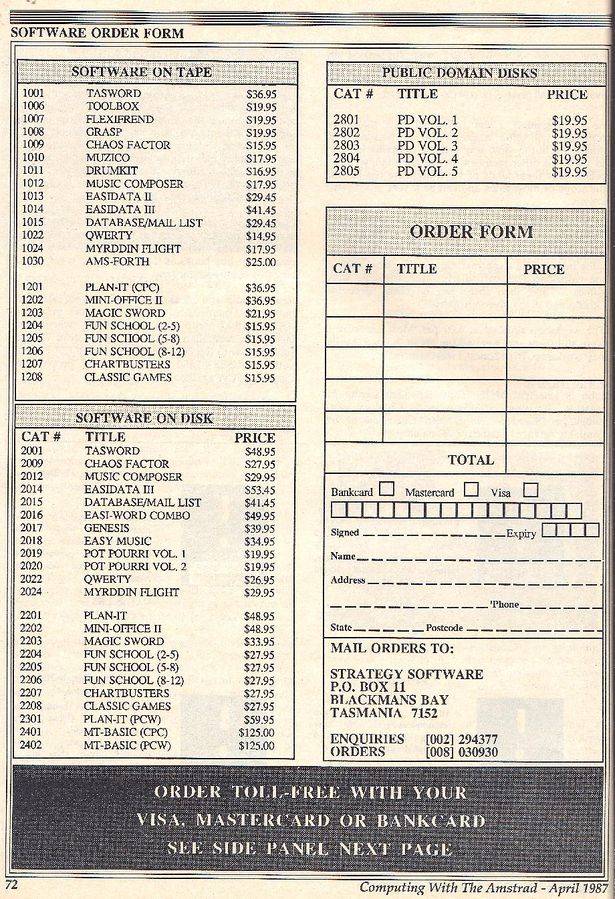 SOFTWARE ORDER FORM
SOFTWARE ON TAPE
1001 TASWORD $36.95
1006 TOOLBOX $19.95
1007 FLEXIFREND $19.95
1008 GRASP $19.95
1009 CHAOS FACTOR $15.95
1010 MUZICO $17.95
1011 DRUMKIT $16.95
1012 MUSIC COMPOSER $17.95
1013 EASIDATA II $29.45
1014 EASIDATA III $41.45
1015 DATABASE/MAIL LIST $29.45
1022 QWERTY $14.95
1024 MYRDDIN FLIGHT $17.95
1030 AMS-FORTH $25.00
1201 PLAN-IT (CPC) $36.95
1202 MINI-OFFICE II $36.95
1203 MAGIC SWORD $21.95
1204 FUN SCHOOL (2-5) $15.95
1205 FUN SCHOOL (5-8) $15.95
1206 FUN SCHOOL (8-12) $15.95
1207 CHARTBUSTERS $15.95
1208 CLASSIC GAMES $15.95
SOFTWARE ON DISK
CAT # TITLE PRICE
2001 TASWORD $48.95
2009 CHAOS FACTOR $27.95
2012 MUSIC COMPOSER $29.95
2014 EASIDATA III $53.45
2015 DATABASE/MAIL LIST $41.45
2016 EASI-WORD COMBO $49.95
2017 GENESIS $39.95
2018 EASY MUSIC $34.95
2019 POT POURRI VOL. 1 $19.95
2020 POT POURRI VOL. 2 $19.95
2022 QWERTY $26.95
2024 MYRDDIN FLIGHT $29.95
2201 PLAN-IT $48.95
2202 MINI-OFFICE II $48.95
2203 MAGIC SWORD $33.95
2204 FUN SCHOOL (2-5) $27.95
2205 FUN SCHOOL (5-8) $27.95
2206 FUN SCHOOL (8-12) $27.95
2207 CHARTBUSTERS $27.95
2208 CLASSIC GAMES $27.95
2301 PLAN-IT (PCW) $59.95
2401 MT-BASIC (CPC) $125.00
2402 MT-BASIC (PCW) $125.00
PUBLIC DOMAIN DISKS
CAT # TITLE PRICE
2801 PD VOL. 1 $19.95
2802 PD VOL. 2 $19.95
2803 PD VOL. 3 $19.95
2804 PD VOL. 4 $19.95
2805 PD VOL. 5 $19.95
ORDER FORM
CAT # TITLE PRICE
TOTAL
Bankcard Mastercard Visa
Signed Expiry
Name
Address
'Phone
State Postcode
MAIL ORDERS TO:
STRATEGY SOFTWARE
P.O. BOX 11
BLACKMANS BAY
TASMANIA 7152
ENQUIRIES [002] 294377
ORDERS [008] 030930
ORDER TOLL-FREE WITH YOUR
VISA, MASTERCARD OR BANKCARD
SEE SIDE PANEL NEXT PAGE
72
Computing With The Amstrad - April 1987